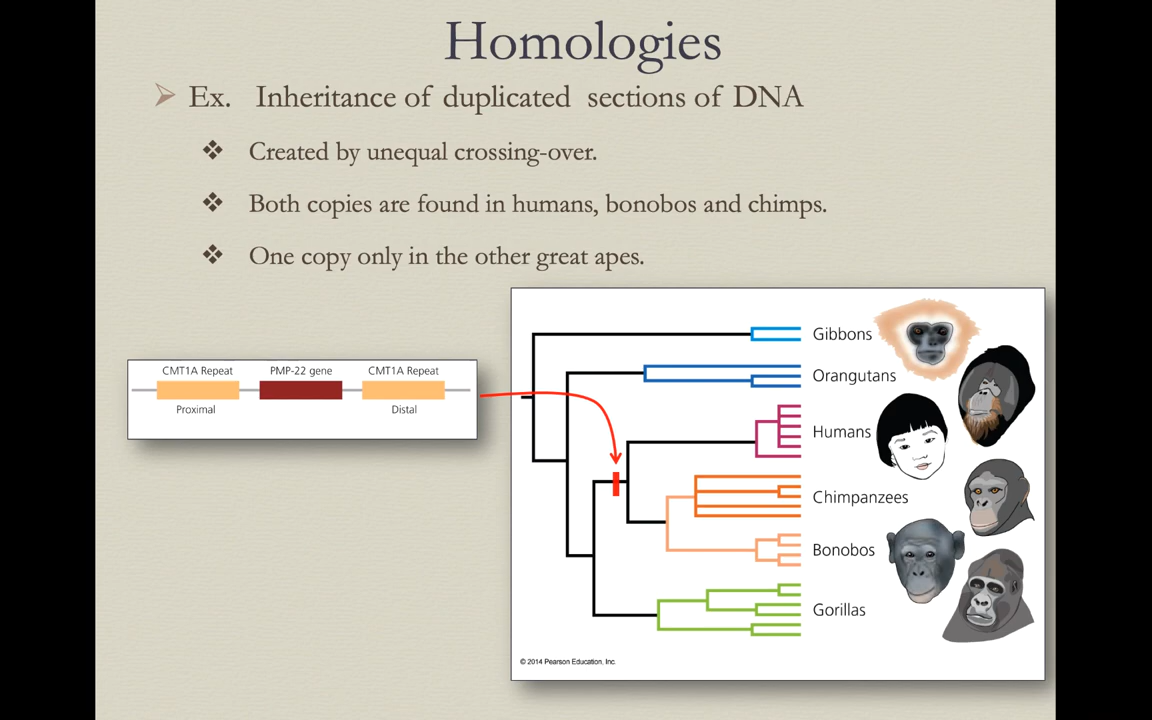 Homologies
Ex. Inheritance of duplicated sections of DNA
Created by unequal crossing-over.
Both copies are found in humans, bonobos and chimps.
One copy only in the other great apes.
CMT1A Repeat PMP-22 gene CMT1A Repeat
Proximal Distal
Gibbons
Orangutans
Humans
Chimpanzees
Bonobos
Gorillas
© 2014 Pearson Education, Inc.